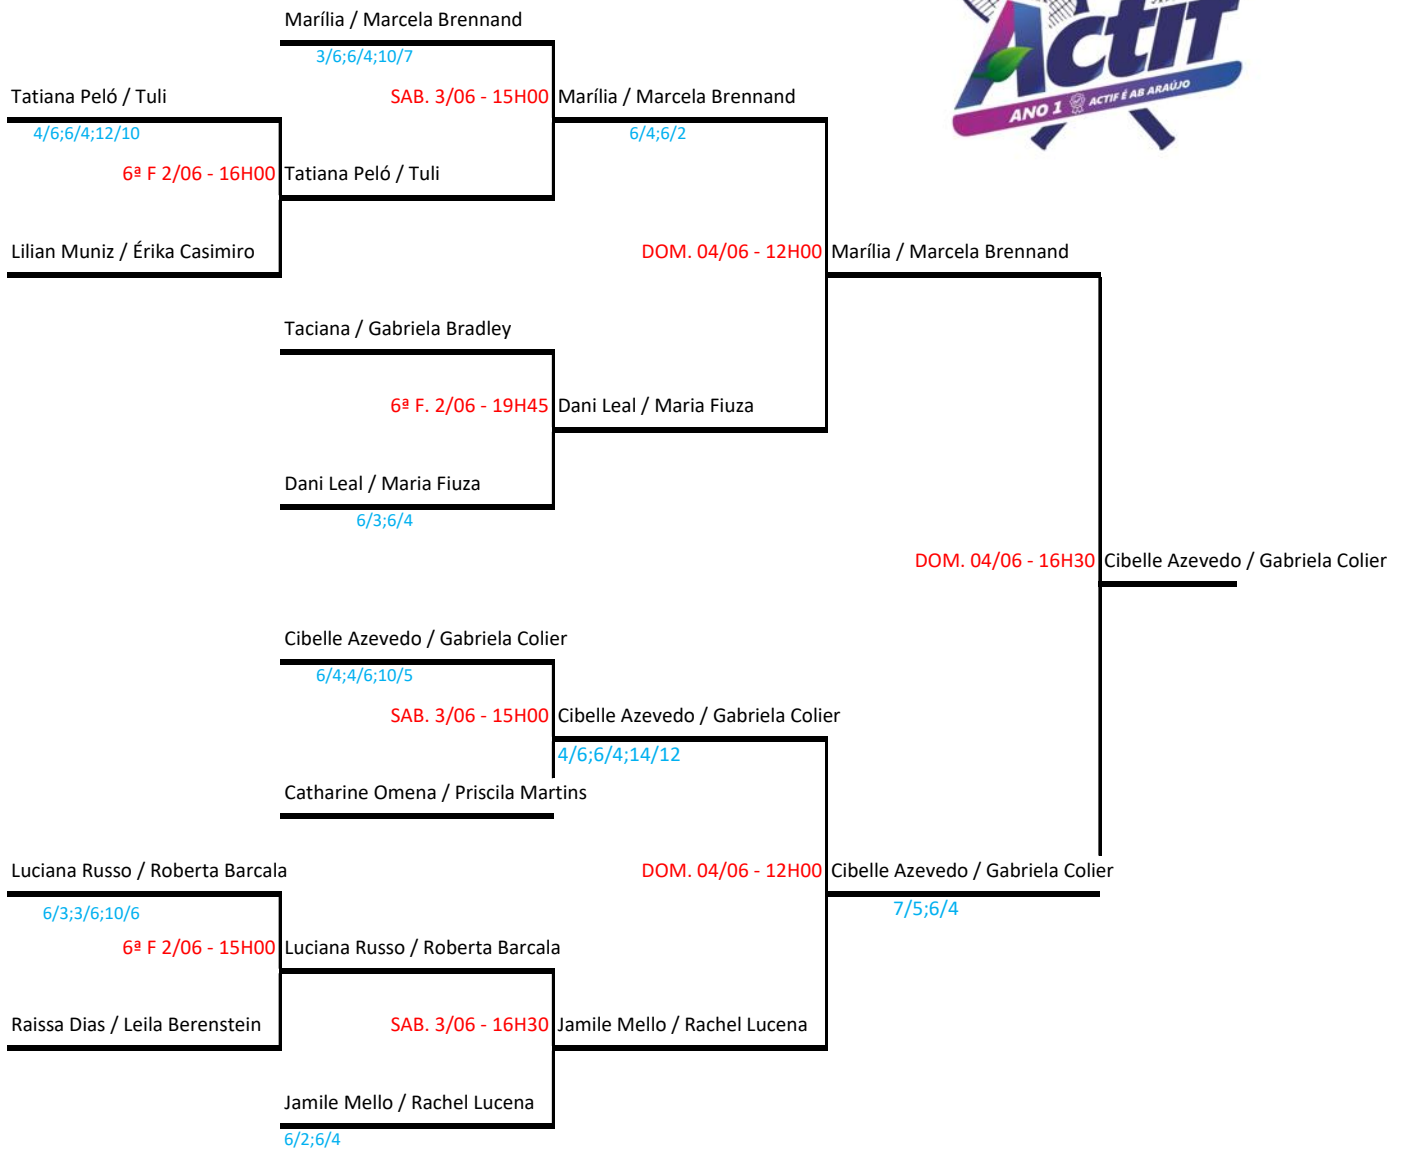 Marília / Marcela Brennand
3/6;6/4;10/7
Actif
ANO 1 ACTIF É AB ARAÚJO
Tatiana Peló / Tuli
SAB. 3/06 - 15H00
Marília / Marcela Brennand
4/6;6/4;12/10
6/4;6/2
6ª F 2/06 - 16H00
Tatiana Peló / Tuli
Lilian Muniz / Érika Casimiro
DOM. 04/06 - 12H00
Marília / Marcela Brennand
Taciana / Gabriela Bradley
6ª F. 2/06 - 19H45
Dani Leal / Maria Fiuza
Dani Leal / Maria Fiuza
6/3;6/4
DOM. 04/06 - 16H30
Cibelle Azevedo / Gabriela Colier
Cibelle Azevedo / Gabriela Colier
6/4;4/6;10/5
SAB. 3/06 - 15H00
Cibelle Azevedo / Gabriela Colier
4/6;6/4;14/12
Catharine Omena / Priscila Martins
Luciana Russo / Roberta Barcala
DOM. 04/06 - 12H00
Cibelle Azevedo / Gabriela Colier
6/3;3/6;10/6
7/5;6/4
6ª F 2/06 - 15H00
Luciana Russo / Roberta Barcala
Raissa Dias / Leila Berenstein
SAB. 3/06 - 16H30
Jamile Mello / Rachel Lucena
Jamile Mello / Rachel Lucena
6/2;6/4